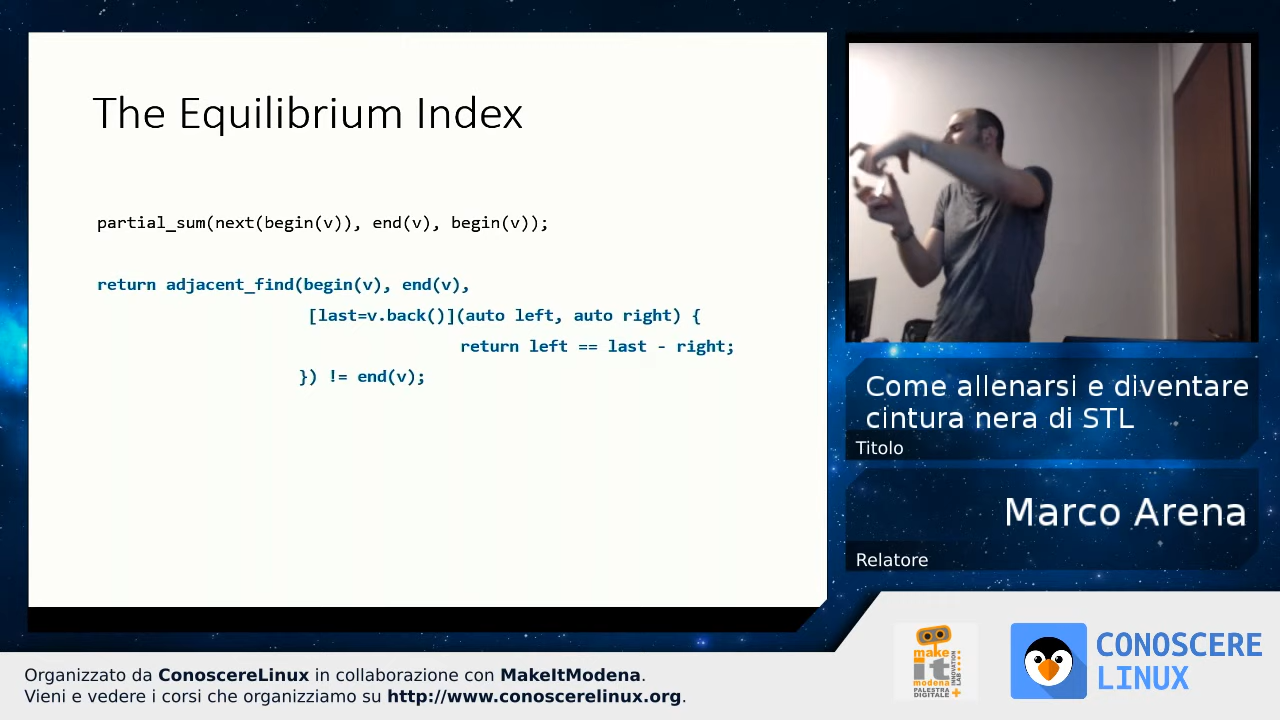 The Equilibrium Index
partial_sum(next(begin(v)), end(v), begin(v));
return adjacent_find(begin(v), end(v),
[last=v.back()](auto left, auto right) {
return left == last - right;
}) != end(v);
Come allenarsi e diventare
cintura nera di STL
Titolo
Marco Arena
Relatore
Organizzato da ConoscereLinux in collaborazione con MakeItModena.
Vieni e vedere i corsi che organizziamo su http://www.conoscerelinux.org.
make
it
modena
PALESTRA
DIGITALE
INNOVATION
LAB
CONOSCERE
LINUX